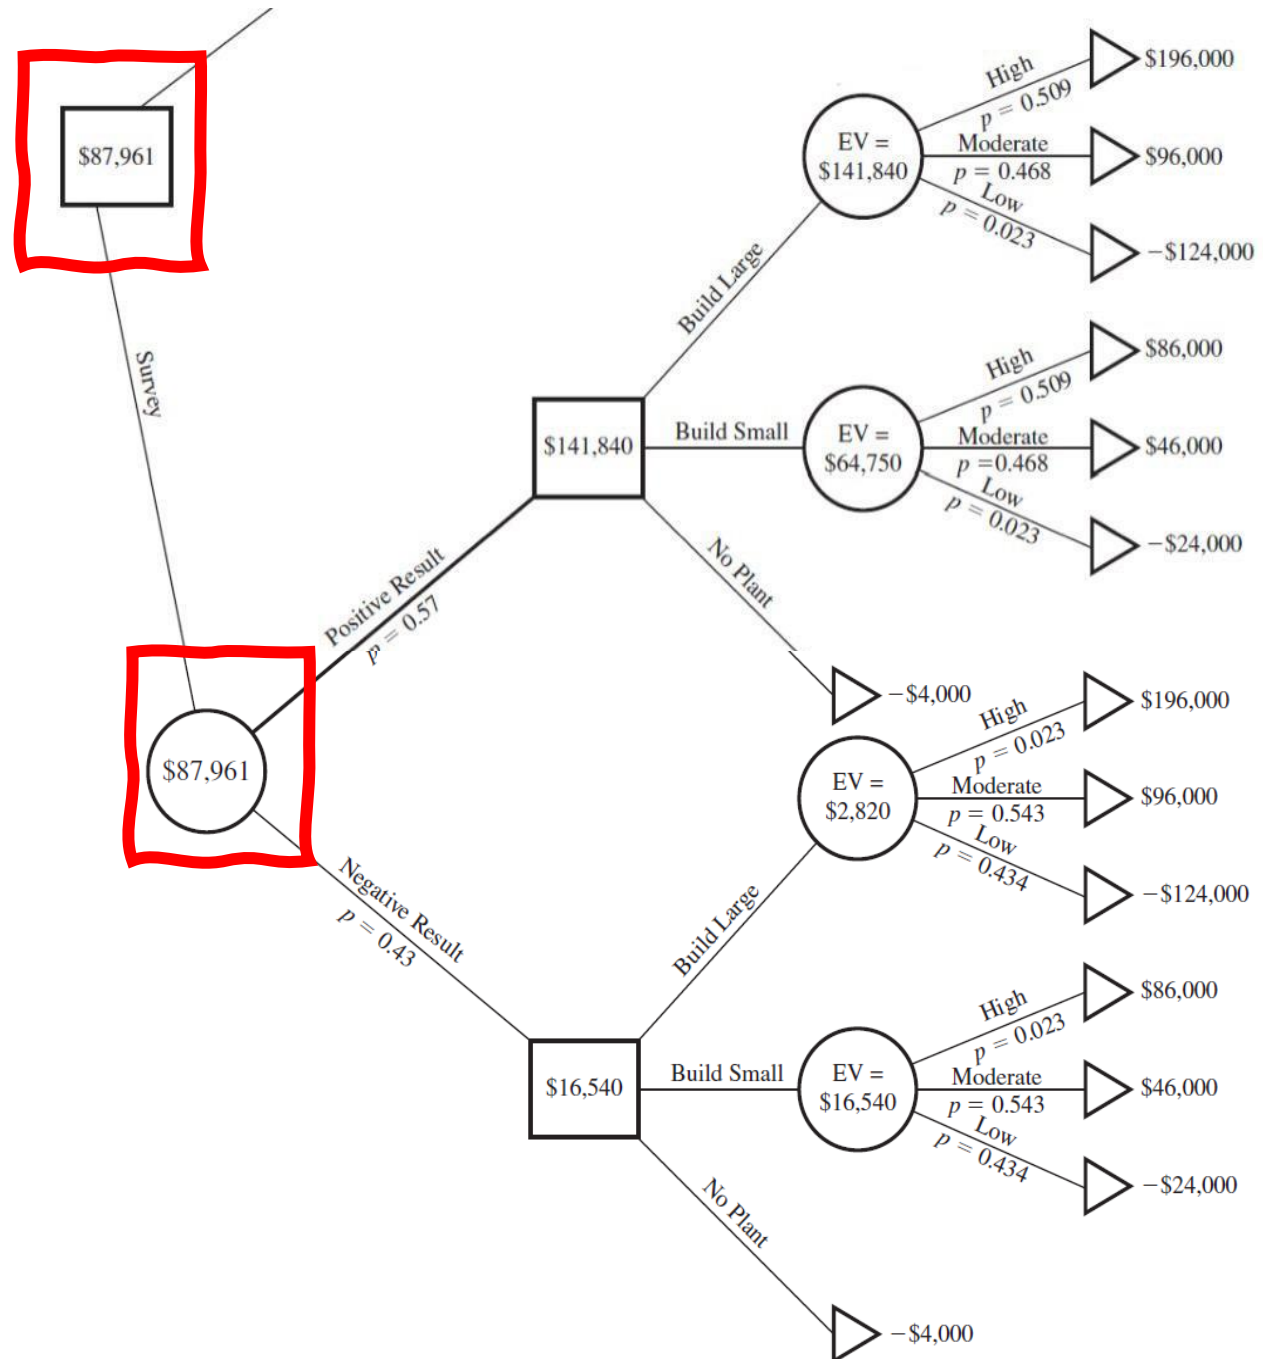 $87,961
Survey
$87,961
Positive Result
p = 0.57
Negative Result
p = 0.43
$141,840
Build Large
EV =
$141,840
High
p = 0.509
$196,000
Moderate
p = 0.468
$96,000
Low
p = 0.023
−$124,000
Build Small
EV =
$64,750
High
p = 0.509
$86,000
Moderate
p =0.468
$46,000
Low
p = 0.023
−$24,000
No Plant
−$4,000
$16,540
Build Large
EV =
$2,820
High
p = 0.023
$196,000
Moderate
p = 0.543
$96,000
Low
p = 0.434
−$124,000
Build Small
EV =
$16,540
High
p = 0.023
$86,000
Moderate
p = 0.543
$46,000
Low
p = 0.434
−$24,000
No Plant
−$4,000